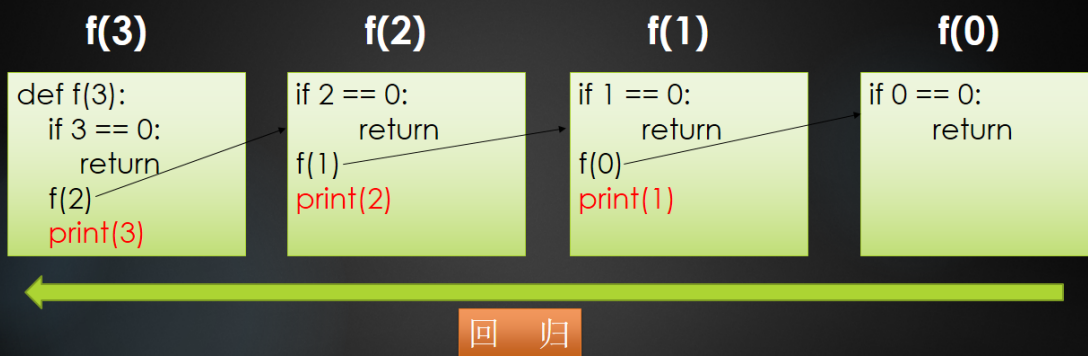 f(3)
f(2)
f(1)
f(0)
def f(3):
if 3 == 0:
return
f(2)
print(3)
if 2 == 0:
return
f(1)
print(2)
if 1 == 0:
return
f(0)
print(1)
if 0 == 0:
return
回 归